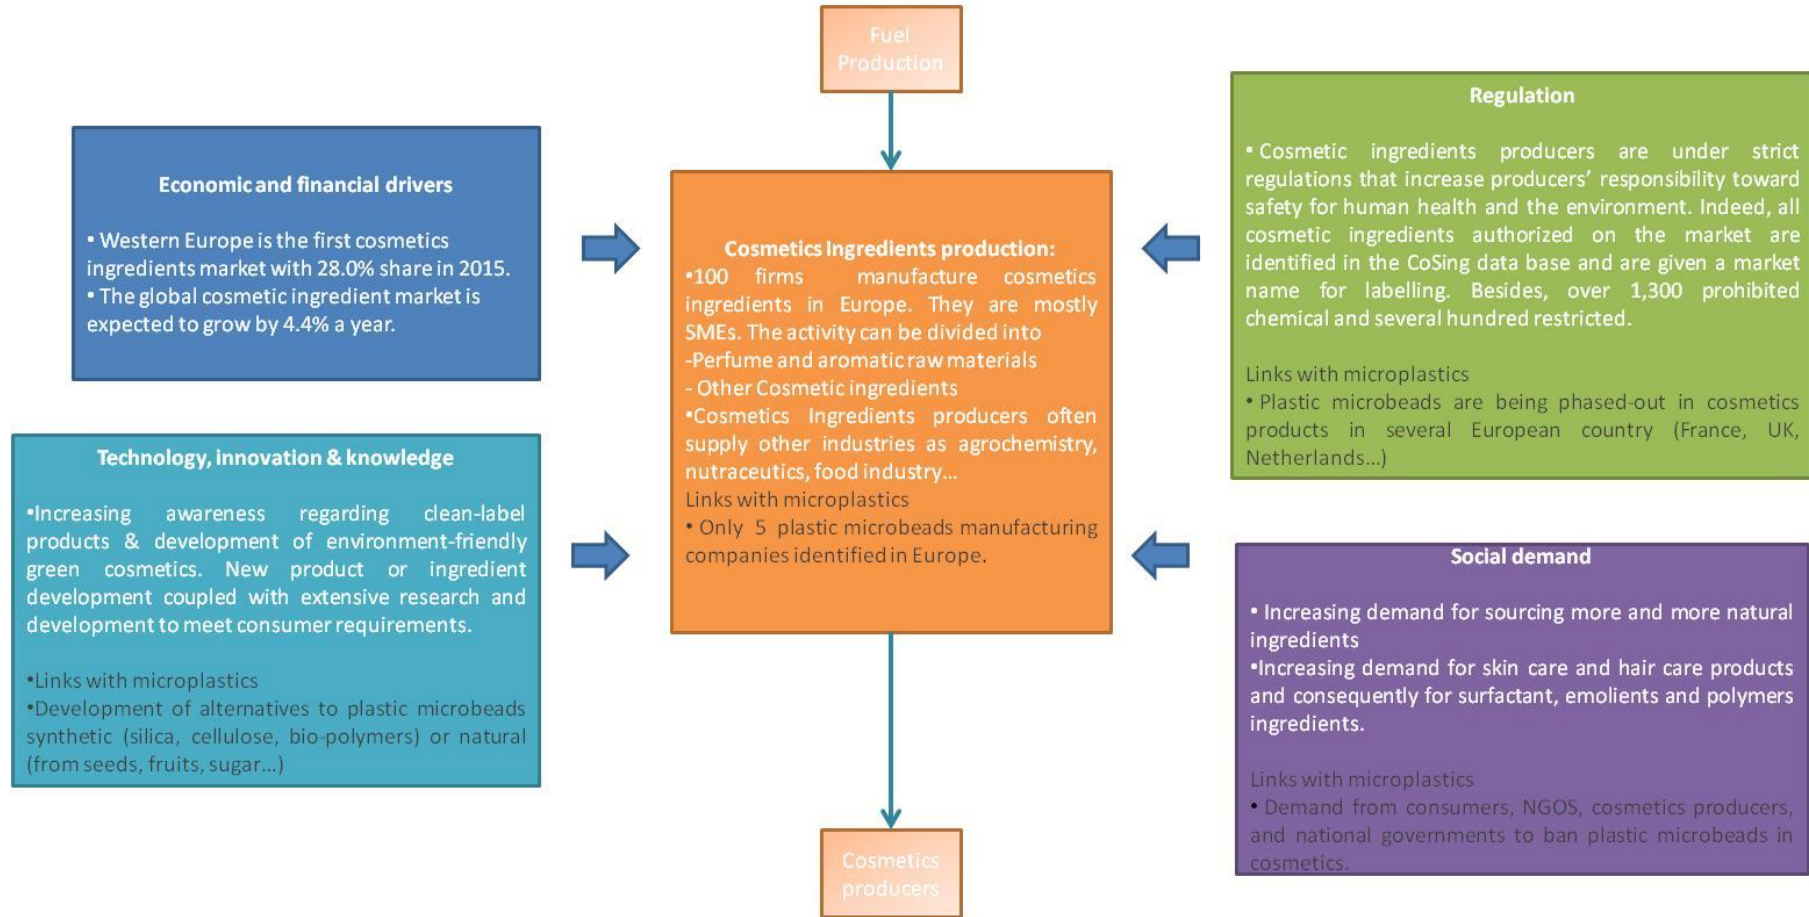 Fuel
Production
Economic and financial drivers
• Western Europe is the first cosmetics
ingredients market with 28.0% share in 2015.
• The global cosmetic ingredient market is
expected to grow by 4.4% a year.
Technology, innovation & knowledge
•Increasing awareness regarding clean-label
products & development of environment-friendly
green cosmetics. New product or ingredient
development coupled with extensive research and
development to meet consumer requirements.
•Links with microplastics
•Development of alternatives to plastic microbeads
synthetic (silica, cellulose, bio-polymers) or natural
(from seeds, fruits, sugar…)
Cosmetics Ingredients production:
•100 firms manufacture cosmetics
ingredients in Europe. They are mostly
SMEs. The activity can be divided into
-Perfume and aromatic raw materials
- Other Cosmetic ingredients
•Cosmetics Ingredients producers often
supply other industries as agrochemistry,
nutraceutics, food industry…
Links with microplastics
• Only 5 plastic microbeads manufacturing
companies identified in Europe.
Regulation
• Cosmetic ingredients producers are under strict
regulations that increase producers’ responsibility toward
safety for human health and the environment. Indeed, all
cosmetic ingredients authorized on the market are
identified in the CoSing data base and are given a market
name for labelling. Besides, over 1,300 prohibited
chemical and several hundred restricted.
Links with microplastics
• Plastic microbeads are being phased-out in cosmetics
products in several European country (France, UK,
Netherlands…)
Social demand
• Increasing demand for sourcing more and more natural
ingredients
•Increasing demand for skin care and hair care products
and consequently for surfactant, emolients and polymers
ingredients.
Links with microplastics
• Demand from consumers, NGOS, cosmetics producers,
and national governments to ban plastic microbeads in
cosmetics.
Cosmetics
producers